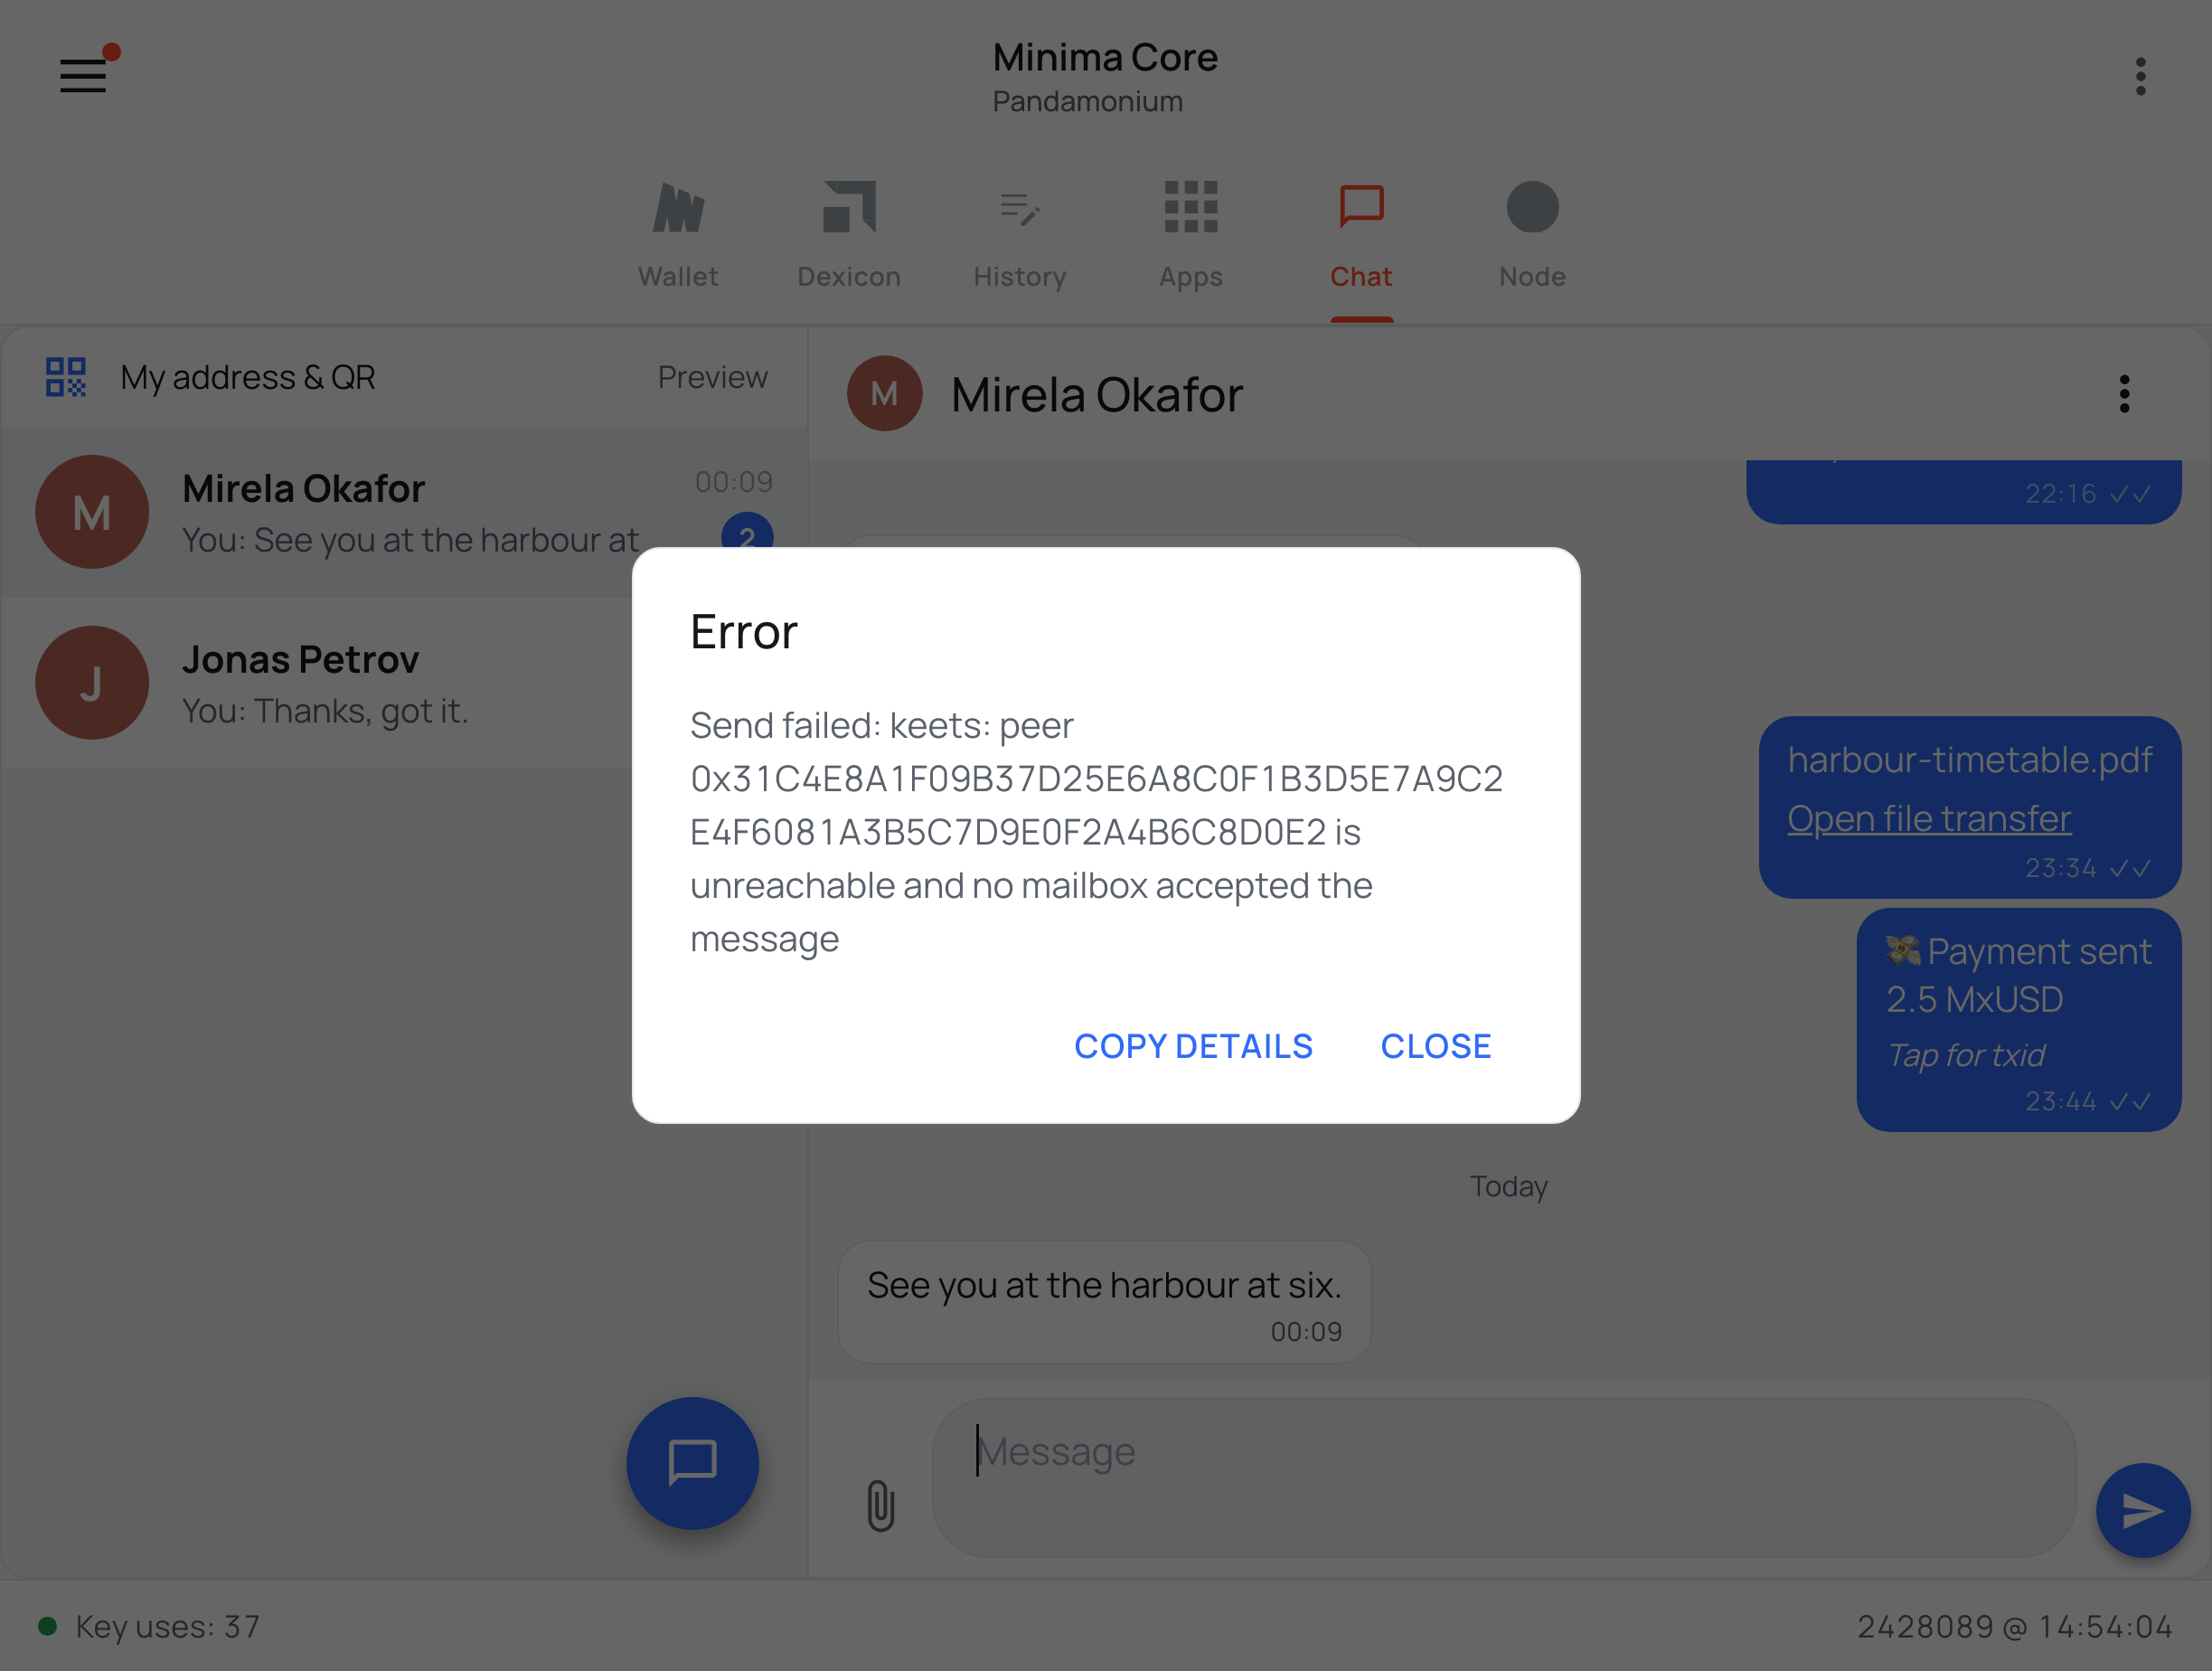 Minima Core
Pandamonium
Wallet
Dexicon
History
Apps
Chat
Node
My address & QR
Preview
M
Mirela Okafor
00:09
You: See you at the harbour at
2
J
Jonas Petrov
You: Thanks, got it.
M
Mirela Okafor
22:16
harbour-timetable.pdf
Open file transfer
23:34
💸 Payment sent
2.5 MxUSD
Tap for txid
23:44
Today
See you at the harbour at six.
00:09
Message
Error
Send failed: keets: peer
0x31C4E8A1F09B37D25E6A8C0F1B3D5E7A9C2
E4F6081A3B5C7D9E0F2A4B6C8D0E2 is
unreachable and no mailbox accepted the
message
COPY DETAILS
CLOSE
Key uses: 37
2428089 @ 14:54:04